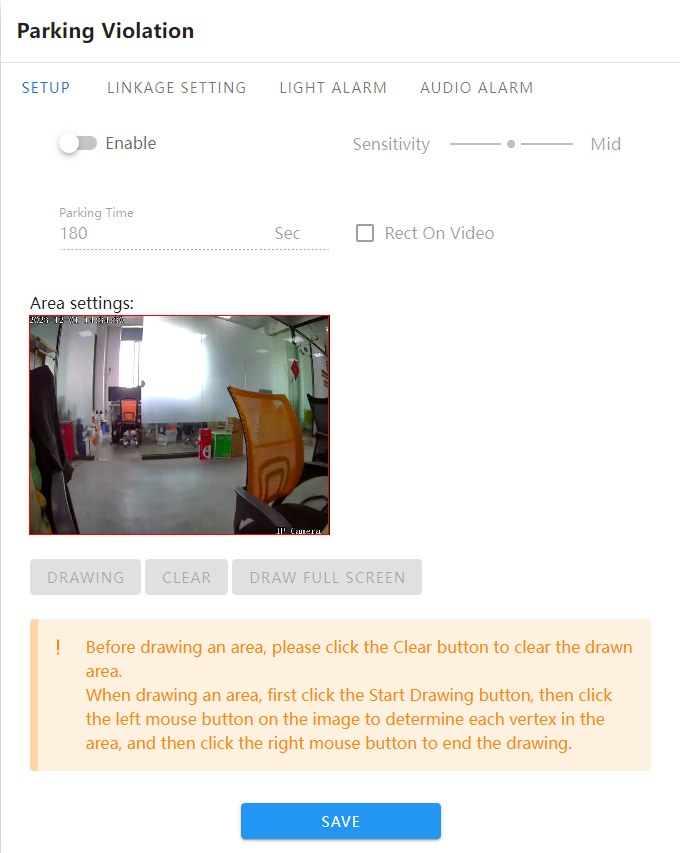 Parking Violation
SETUP LINKAGE SETTING LIGHT ALARM AUDIO ALARM
Enable Sensitivity Mid
Parking Time
180 Sec Rect On Video
Area settings:
IP Camera
DRAWING CLEAR DRAW FULL SCREEN
! Before drawing an area, please click the Clear button to clear the drawn
area.
When drawing an area, first click the Start Drawing button, then click
the left mouse button on the image to determine each vertex in the
area, and then click the right mouse button to end the drawing.
SAVE